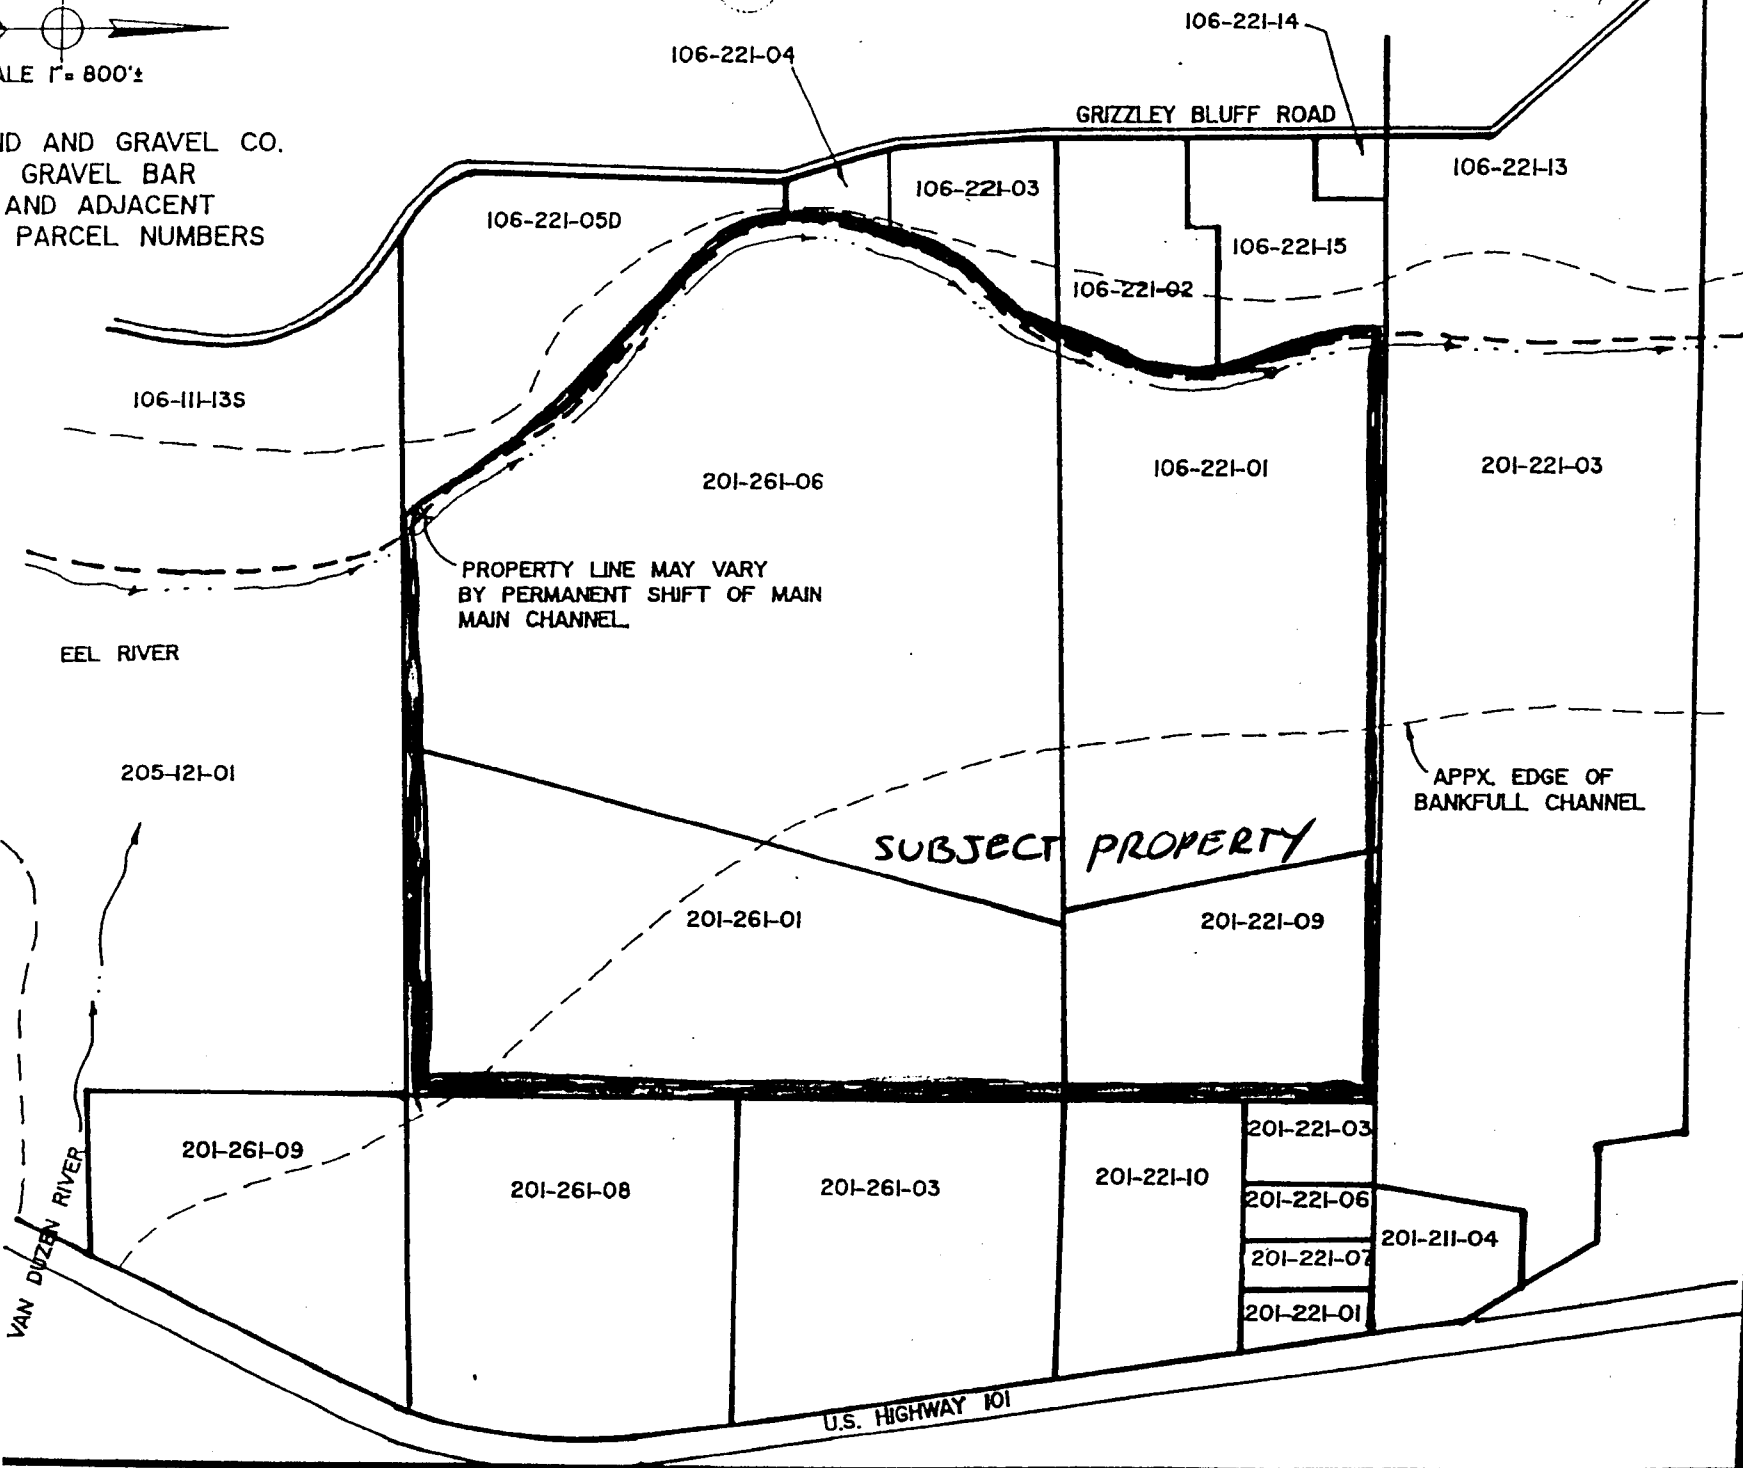 106-221-14
106-221-04
ALE 1"= 800'±
GRIZZLEY BLUFF ROAD
ND AND GRAVEL CO.
GRAVEL BAR
AND ADJACENT
PARCEL NUMBERS
106-221-13
106-221-03
106-221-05D
106-221-15
106-221-02
106-111-13S
201-261-06
106-221-01
201-221-03
PROPERTY LINE MAY VARY
BY PERMANENT SHIFT OF MAIN
MAIN CHANNEL.
EEL RIVER
205-121-01
APPX. EDGE OF
BANKFULL CHANNEL
SUBJECT PROPERTY
201-261-01
201-221-09
201-221-03
201-261-09
201-261-08
201-261-03
201-221-10
201-221-06
201-211-04
201-221-07
201-221-01
VAN DUZEN RIVER
U.S. HIGHWAY 101